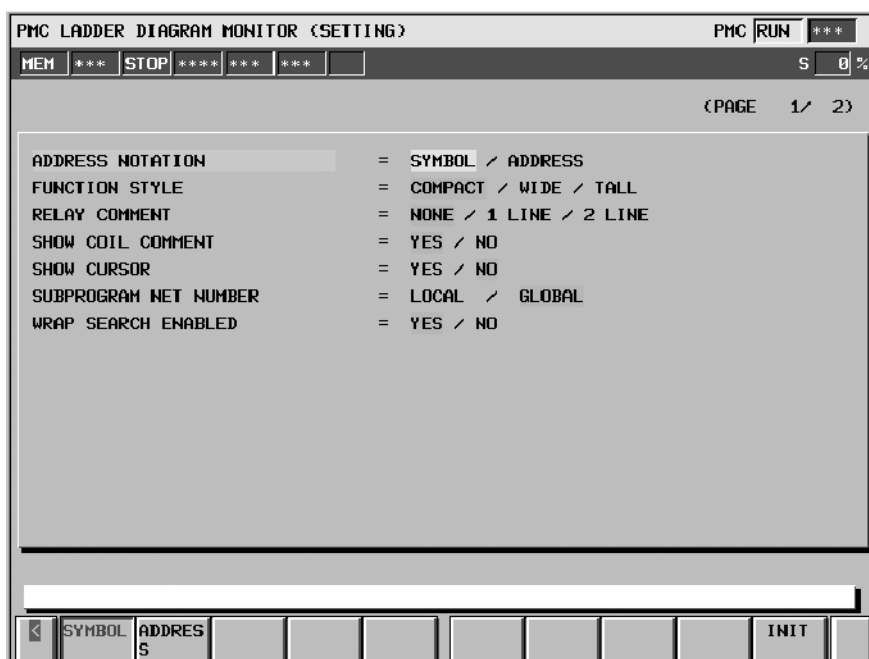 PMC LADDER DIAGRAM MONITOR (SETTING) PMC RUN ***
MEM *** STOP **** *** *** S 0 %
(PAGE 1/ 2)
ADDRESS NOTATION = SYMBOL / ADDRESS
FUNCTION STYLE = COMPACT / WIDE / TALL
RELAY COMMENT = NONE / 1 LINE / 2 LINE
SHOW COIL COMMENT = YES / NO
SHOW CURSOR = YES / NO
SUBPROGRAM NET NUMBER = LOCAL / GLOBAL
WRAP SEARCH ENABLED = YES / NO
< SYMBOL ADDRES INIT
S